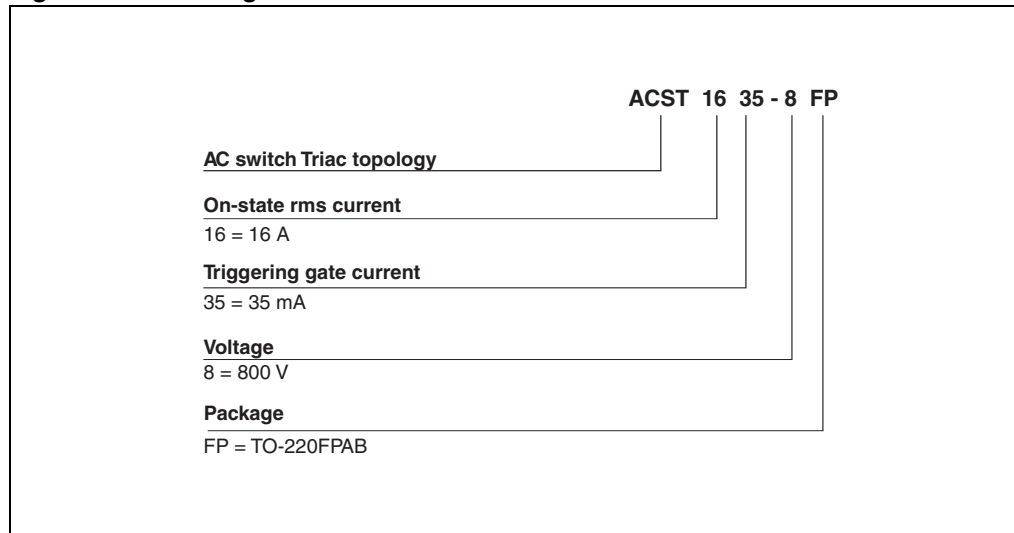 ACST 16 35 - 8 FP
AC switch Triac topology
On-state rms current
16 = 16 A
Triggering gate current
35 = 35 mA
Voltage
8 = 800 V
Package
FP = TO-220FPAB